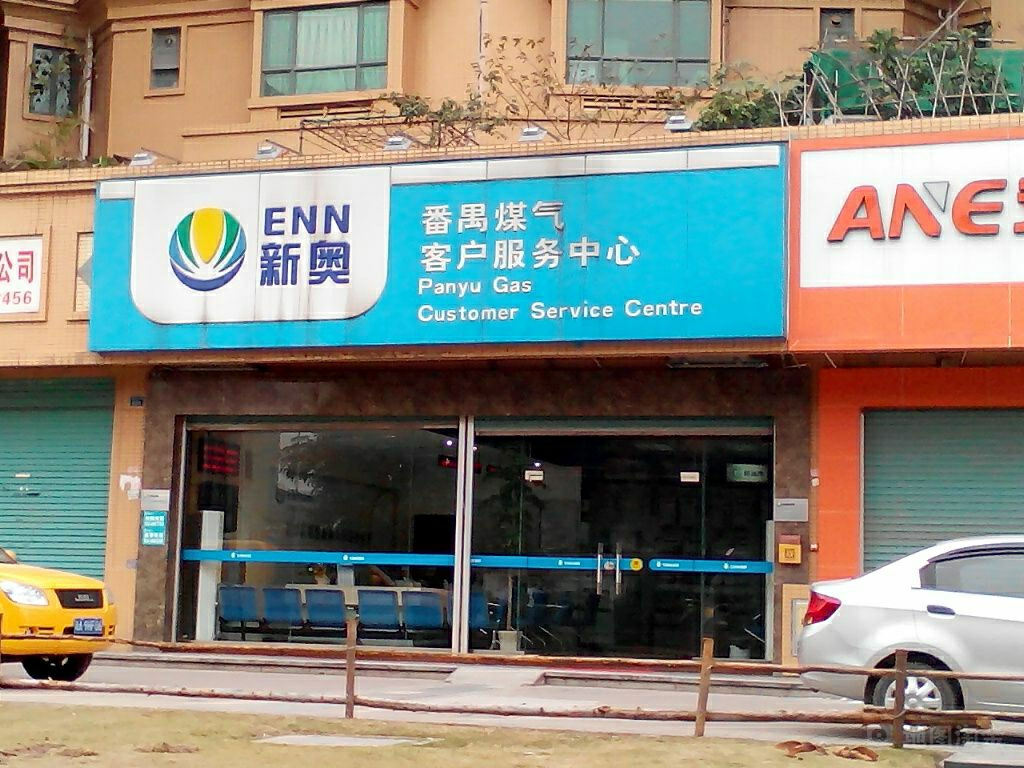 公司
456
ENN
新奥
番禺煤气
客户服务中心
Panyu Gas
Customer Service Centre
ANE